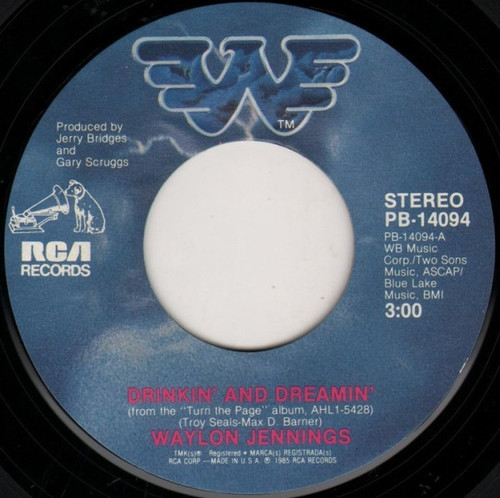 W
TM
Produced by
Jerry Bridges
and
Gary Scruggs
RCA
RECORDS
STEREO
PB-14094
PB-14094-A
WB Music
Corp./Two Sons
Music, ASCAP/
Blue Lake
Music, BMI
3:00
DRINKIN' AND DREAMIN'
(from the "Turn the Page" album, AHL1-5428)
(Troy Seals-Max D. Barner)
WAYLON JENNINGS
TMK(s)® Registered • MARCA(s) REGISTRADA(s)
RCA CORP — MADE IN U.S.A. ℗ 1985 RCA RECORDS